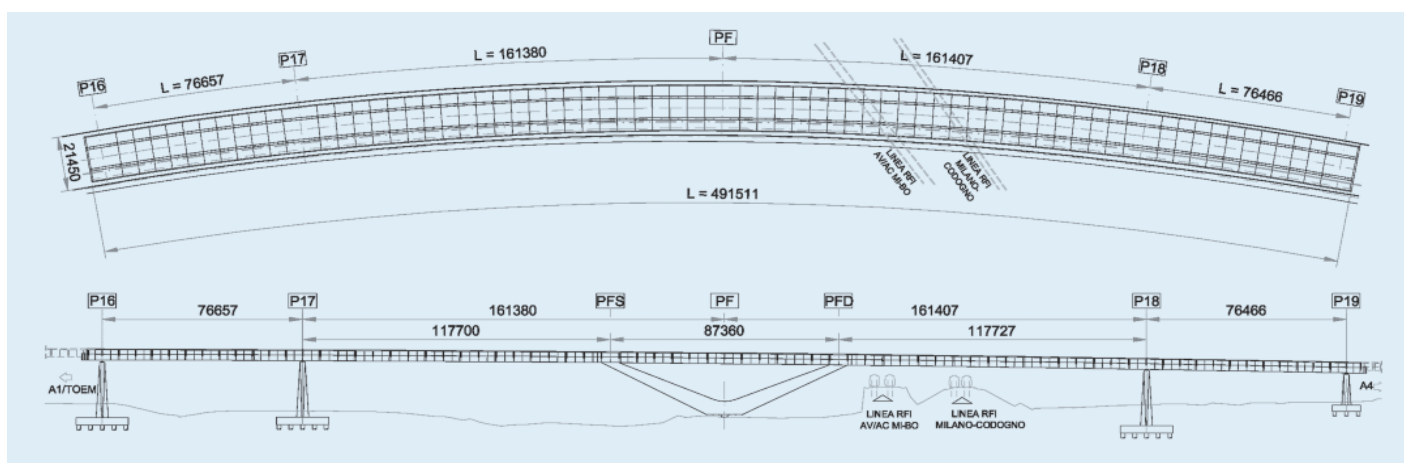 P16
L = 76657
P17
L = 161380
PF
L = 161407
P18
L = 76466
P19
21450
LINEA RFI
AV/AC MI-BO
LINEA RFI
MILANO-
CODOGNO
L = 491511
P16
76657
P17
161380
PFS
PF
PFD
161407
P18
76466
P19
117700
87360
117727
A1/TOEM
A4
LINEA RFI
AV/AC MI-BO
LINEA RFI
MILANO-CODOGNO